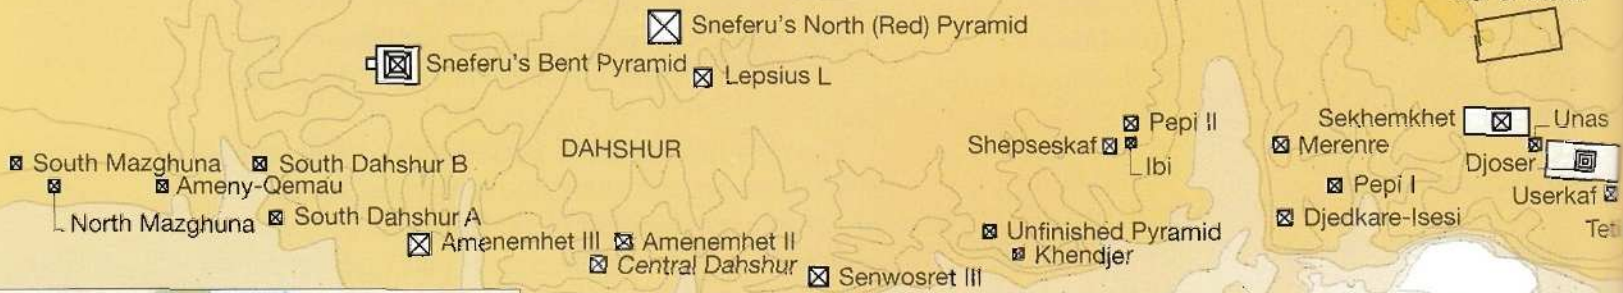 Sneferu's North (Red) Pyramid
Sneferu's Bent Pyramid
Lepsius L
Pepi II
Sekhemkhet
Unas
South Mazghuna
South Dahshur B
DAHSHUR
Shepseskaf
Ibi
Merenre
Djoser
Ameny-Qemau
Pepi I
Userkaf
North Mazghuna
South Dahshur A
Djedkare-Isesi
Unfinished Pyramid
Amenemhet III
Amenemhet II
Khendjer
Central Dahshur
Senwosret III